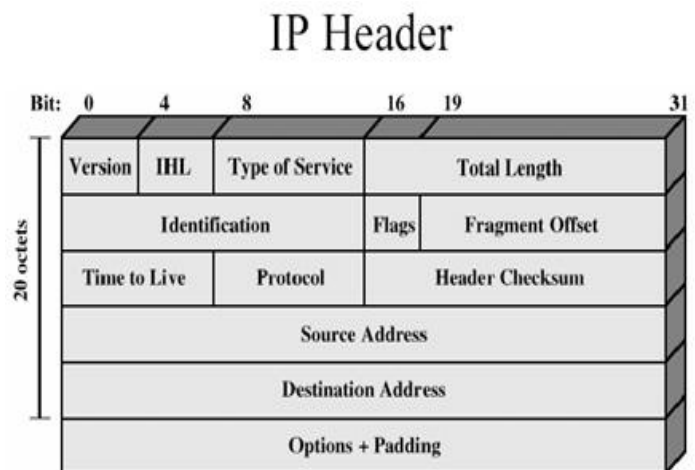 IP Header
Bit: 0 4 8 16 19 31
Version IHL Type of Service Total Length
Identification Flags Fragment Offset
Time to Live Protocol Header Checksum
Source Address
Destination Address
Options + Padding
20 octets